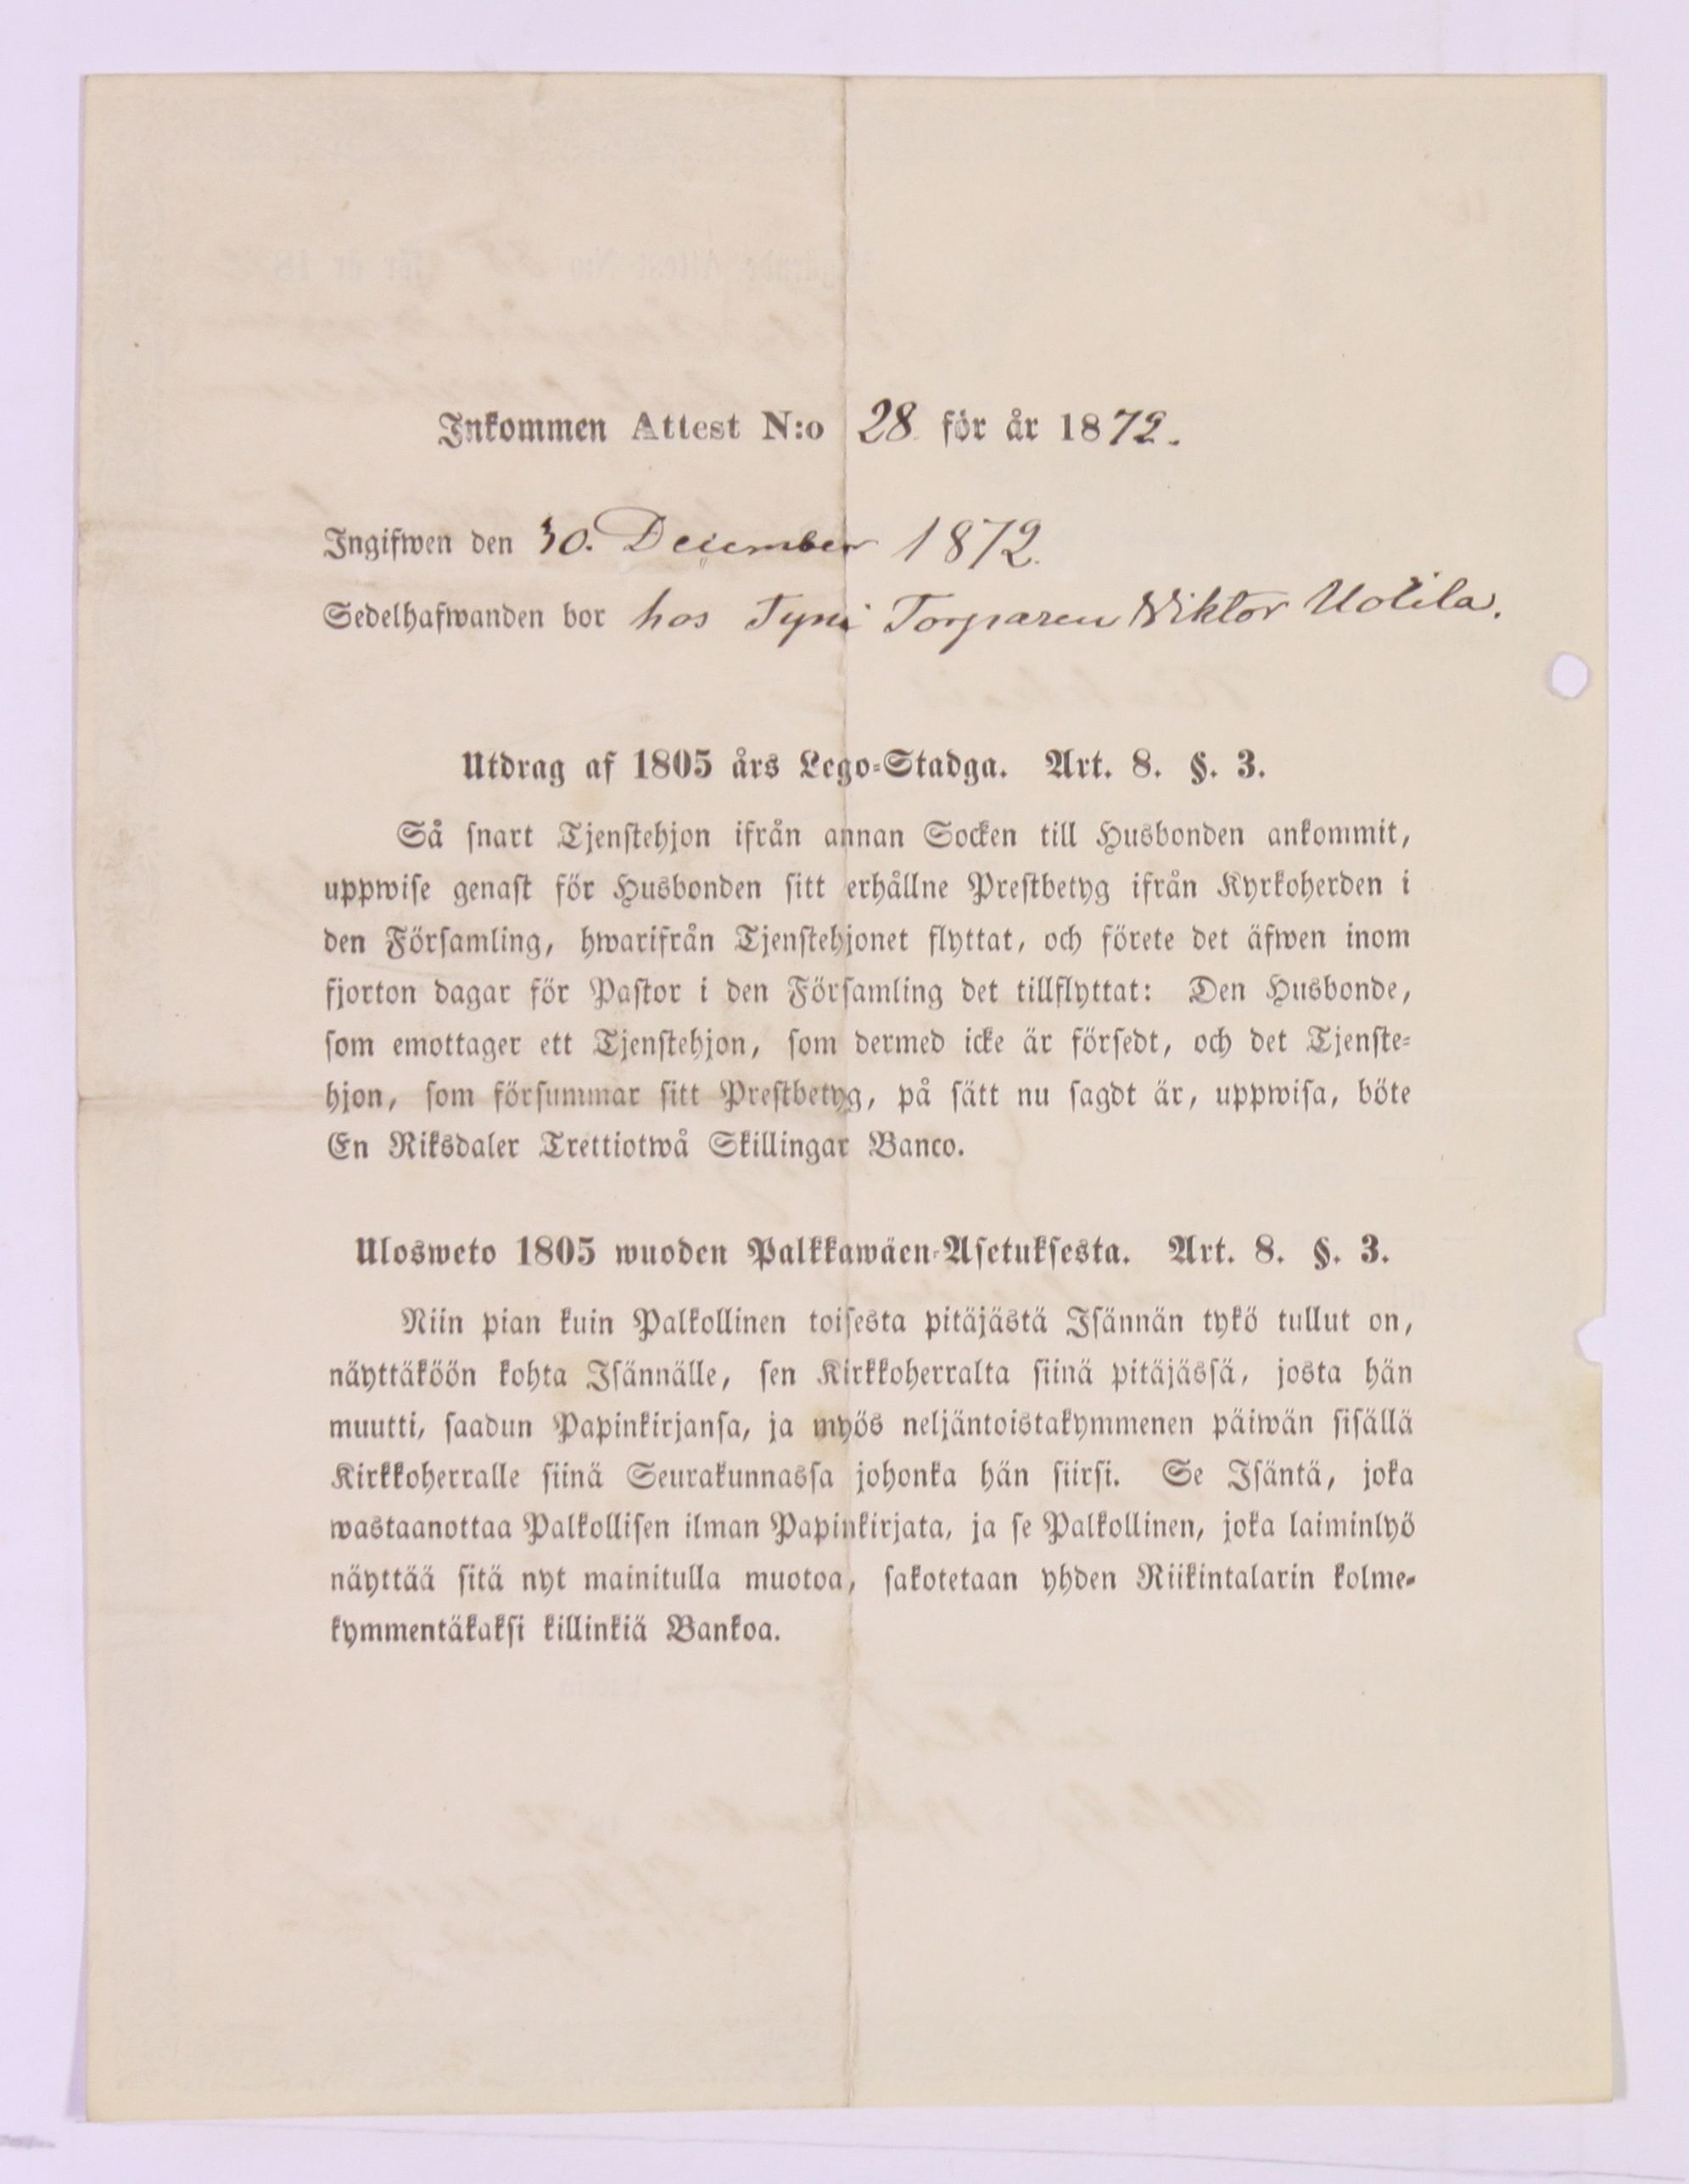 Inkommen Attest N:o 28 för år 1872.
Ingifwen den 30. December 1872.
Sedelhafwanden bor hos Tyni Torparen Wiktor Uotila.
Utdrag af 1805 års Lego-Stadga. Art. 8. §. 3.
Så snart Tjenstehjon ifrån annan Socken till Husbonden ankommit,
uppwise genast för Husbonden sitt erhållne Prestbetyg ifrån Kyrkoherden i
den Församling, hwarifrån Tjenstehjonet flyttat, och förete det äfwen inom
fjorton dagar för Pastor i den Församling det tillflyttat: Den Husbonde,
som emottager ett Tjenstehjon, som dermed icke är försedt, och det Tjenste-
hjon, som försummar sitt Prestbetyg, på sätt nu sagdt är, uppwisa, böte
En Riksdaler Trettiotwå Skillingar Banco.
Ulosweto 1805 wuoden Palkkawäen-Asetuksesta. Art. 8. §. 3.
Niin pian kuin Palkollinen toisesta pitäjästä Isännän tykö tullut on,
näyttäköön kohta Isännälle, sen Kirkkoherralta siinä pitäjässä, josta hän
muutti, saadun Papinkirjansa, ja myös neljäntoistakymmenen päiwän sisällä
Kirkkoherralle siinä Seurakunnassa johonka hän siirsi. Se Isäntä, joka
wastaanottaa Palkollisen ilman Papinkirjata, ja se Palkollinen, joka laiminlyö
näyttää sitä nyt mainitulla muotoa, sakotetaan yhden Riikintalarin kolme-
kymmentäkaksi killinkiä Bankoa.